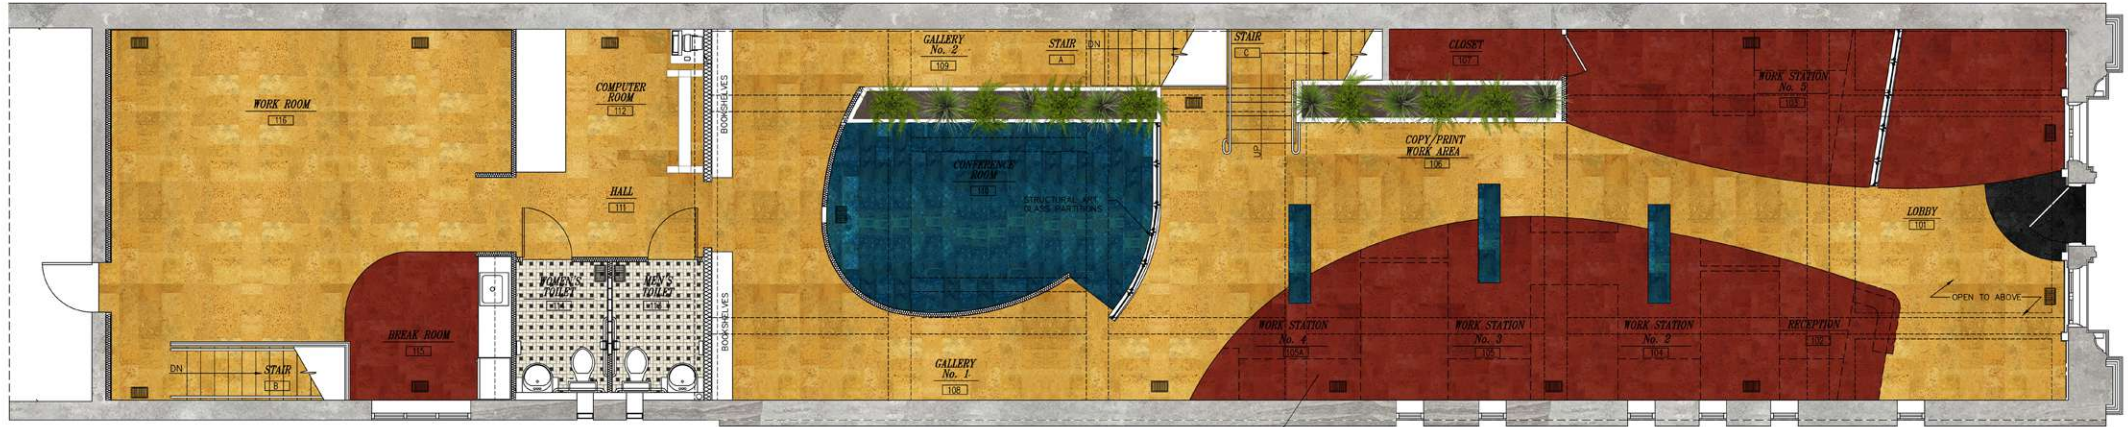 WORK ROOM
116
COMPUTER
ROOM
112
HALL
111
BOOKSHELVES
BOOKSHELVES
GALLERY
No. 2
109
STAIR
A
DN
STAIR
C
UP
CLOSET
107
WORK STATION
No. 5
103
CONFERENCE
ROOM
110
STRUCTURAL ART
GLASS PARTITIONS
COPY/PRINT
WORK AREA
106
LOBBY
101
OPEN TO ABOVE
WOMEN'S
TOILET
MEN'S
TOILET
BREAK ROOM
115
DN
STAIR
B
GALLERY
No. 1
108
WORK STATION
No. 4
105A
WORK STATION
No. 3
105
WORK STATION
No. 2
104
RECEPTION
102